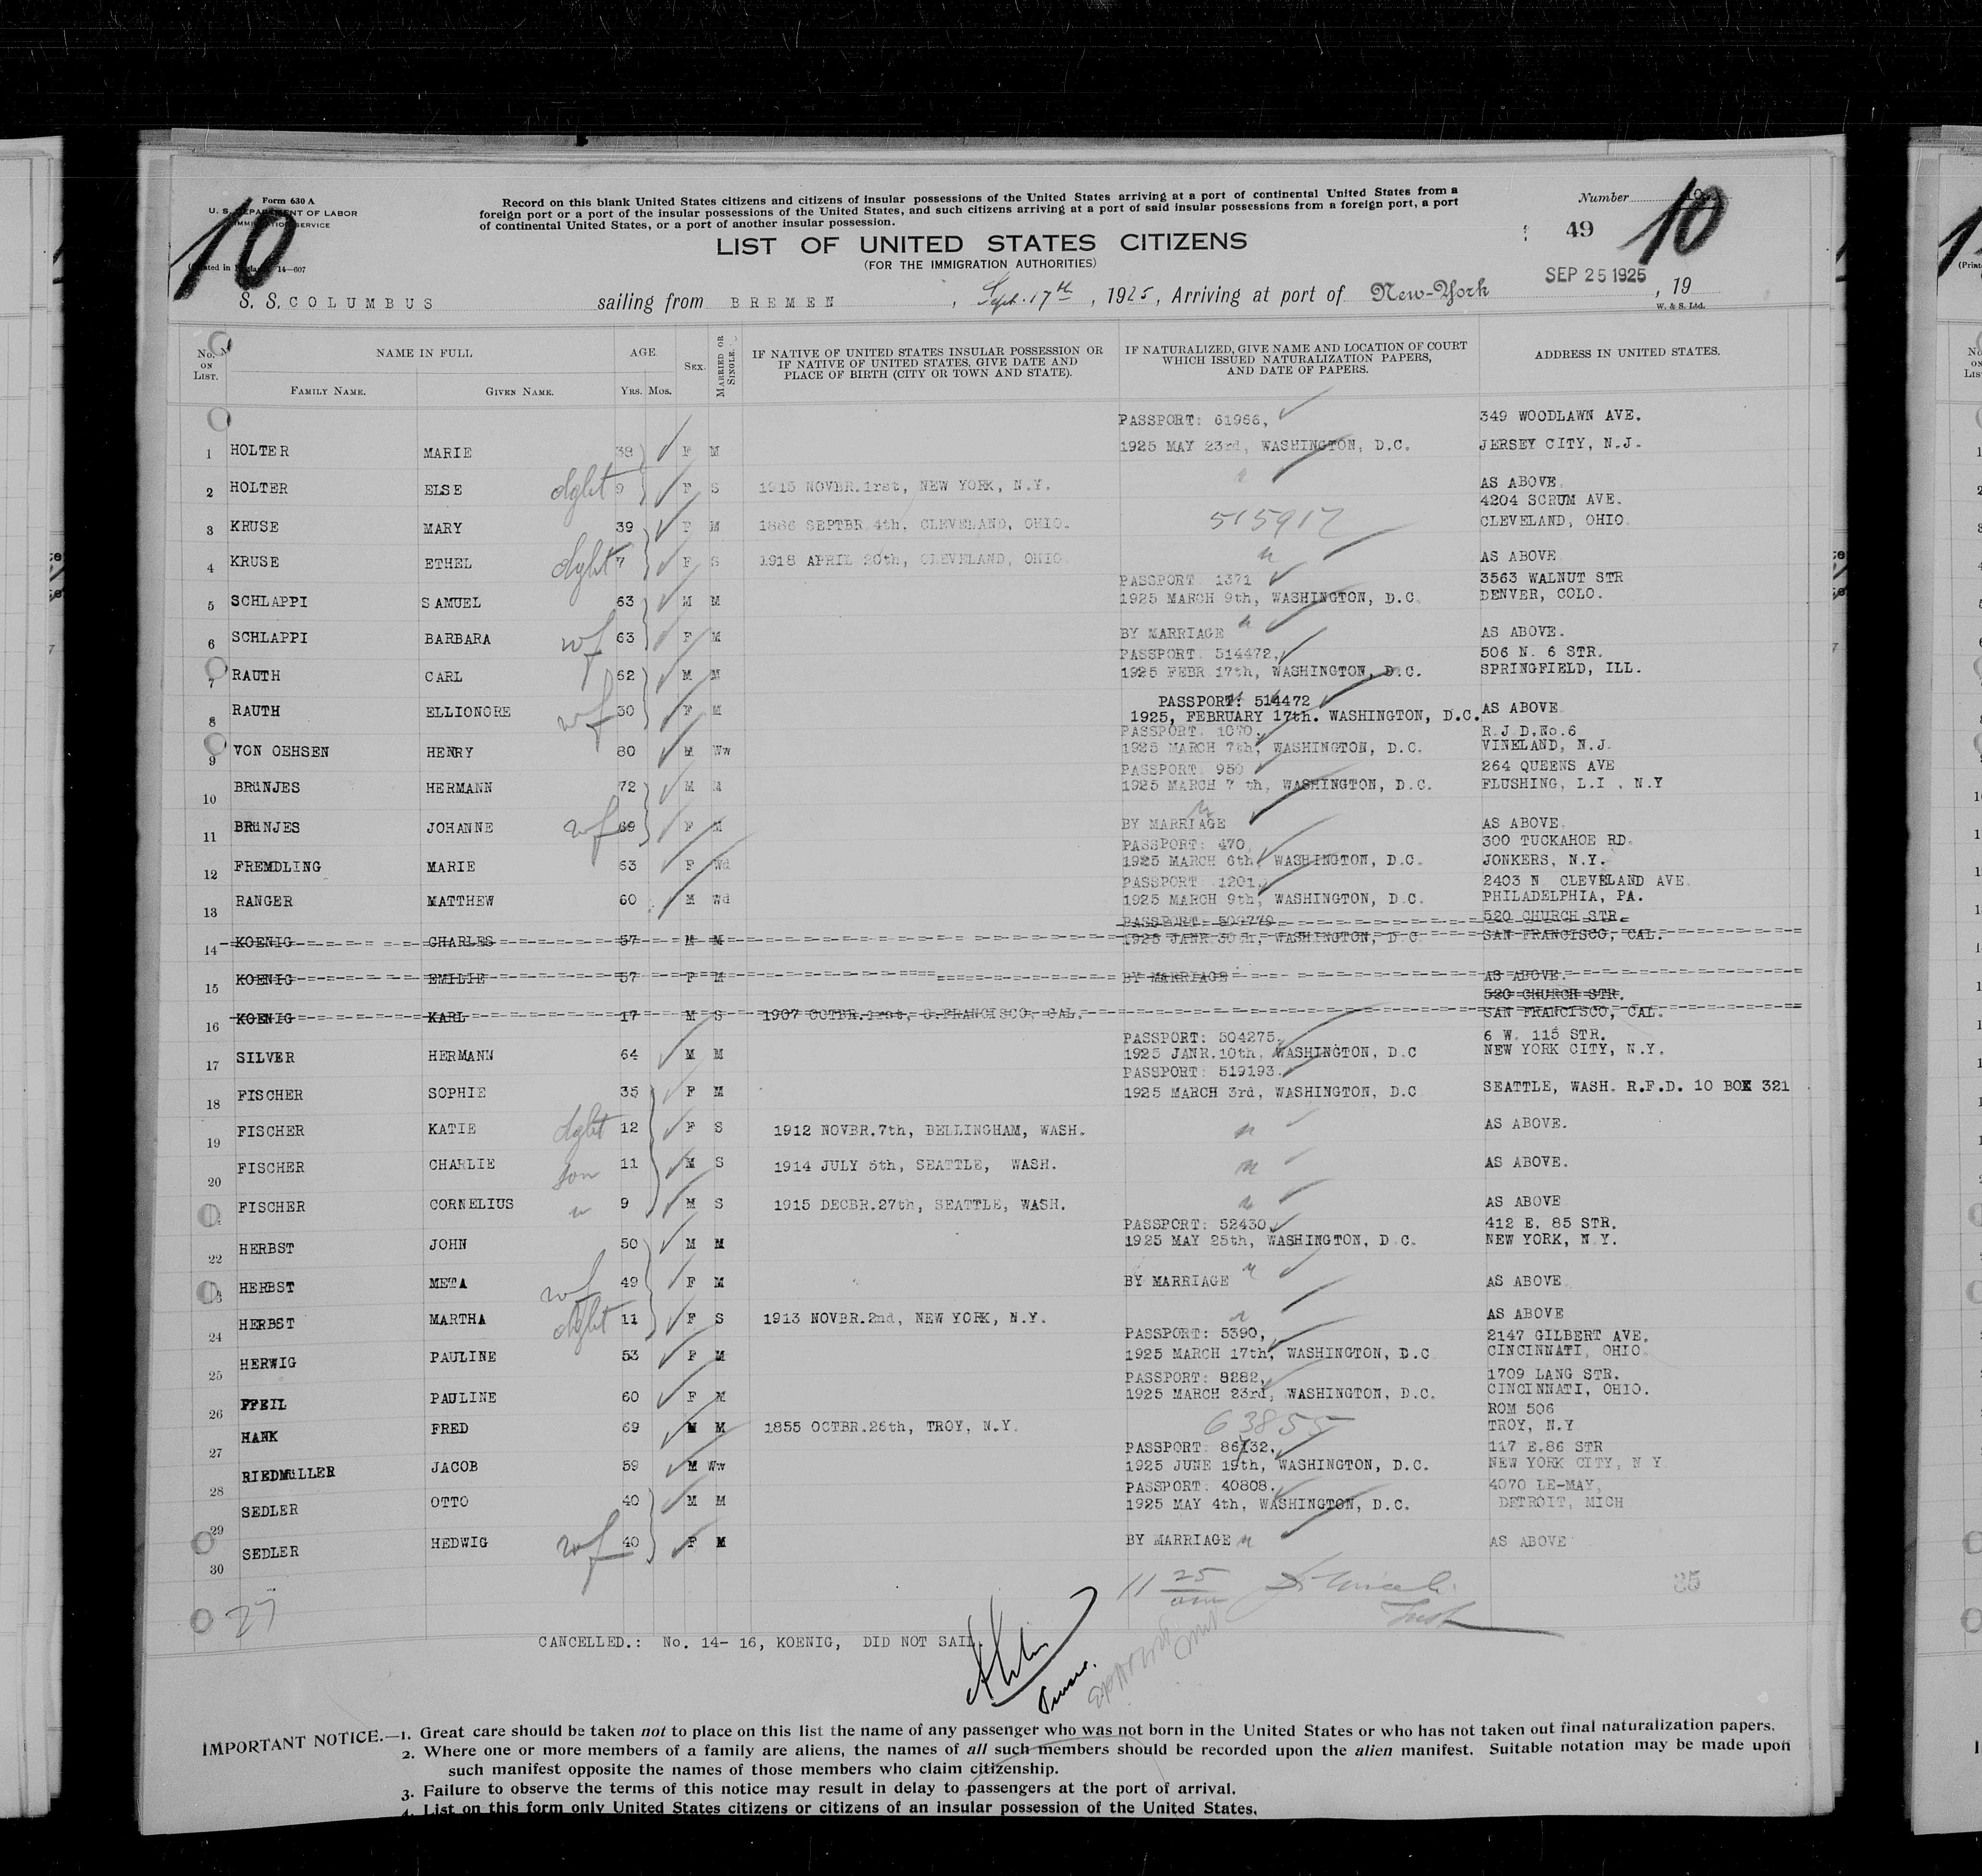 Form 630 A
U. S. DEPARTMENT OF LABOR
IMMIGRATION SERVICE
10
14—607
Record on this blank United States citizens and citizens of insular possessions of the United States arriving at a port of continental United States from a
foreign port or a port of the insular possessions of the United States, and such citizens arriving at a port of said insular possessions from a foreign port, a port
of continental United States, or a port of another insular possession.
LIST OF UNITED STATES CITIZENS
(FOR THE IMMIGRATION AUTHORITIES)
Number
49
10
S. S. COLUMBUS sailing from BREMEN , Sept. 17th , 1925, Arriving at port of New-York SEP 25 1925 , 19
W. & S. Ltd.
No. ON LIST. NAME IN FULL FAMILY NAME. GIVEN NAME. AGE YRS. MOS. SEX. MARRIED OR SINGLE. IF NATIVE OF UNITED STATES INSULAR POSSESSION OR IF NATIVE OF UNITED STATES, GIVE DATE AND PLACE OF BIRTH (CITY OR TOWN AND STATE). IF NATURALIZED, GIVE NAME AND LOCATION OF COURT WHICH ISSUED NATURALIZATION PAPERS, AND DATE OF PAPERS. ADDRESS IN UNITED STATES.
PASSPORT: 61966, 349 WOODLAWN AVE.
1 HOLTER MARIE 39 F M 1925 MAY 23rd, WASHINGTON, D.C. JERSEY CITY, N.J.
2 HOLTER ELSE dght 9 F S 1915 NOVBR.1rst, NEW YORK, N.Y. AS ABOVE.
4204 SCRUM AVE.
3 KRUSE MARY 39 F M 1886 SEPTBR 4th, CLEVELAND, OHIO. 515917 CLEVELAND, OHIO.
4 KRUSE ETHEL dght 7 F S 1918 APRIL 20th, CLEVELAND, OHIO. AS ABOVE
PASSPORT: 1371 3563 WALNUT STR
5 SCHLAPPI SAMUEL 63 M M 1925 MARCH 9th, WASHINGTON, D.C. DENVER, COLO.
6 SCHLAPPI BARBARA wf 63 F M BY MARRIAGE AS ABOVE.
PASSPORT: 514472, 506 N. 6 STR.
7 RAUTH CARL 62 M M 1925 FEBR 17th, WASHINGTON, D.C. SPRINGFIELD, ILL.
PASSPORT: 514472
8 RAUTH ELLIONORE wf 30 F M 1925, FEBRUARY 17th. WASHINGTON, D.C. AS ABOVE
PASSPORT: 1070, R.J.D.No.6
9 VON OEHSEN HENRY 80 M Ww 1925 MARCH 7th, WASHINGTON, D.C. VINELAND, N.J.
PASSPORT: 950 264 QUEENS AVE
10 BRüNJES HERMANN 72 M M 1925 MARCH 7 th, WASHINGTON, D.C. FLUSHING, L.I., N.Y
11 BRüNJES JOHANNE wf 69 F M BY MARRIAGE AS ABOVE.
PASSPORT: 470, 300 TUCKAHOE RD.
12 FREMDLING MARIE 53 F Wd 1925 MARCH 6th, WASHINGTON, D.C. JONKERS, N.Y.
PASSPORT: 1201, 2403 N. CLEVELAND AVE.
13 RANGER MATTHEW 60 M Wd 1925 MARCH 9th, WASHINGTON, D.C. PHILADELPHIA, PA.
PASSPORT: 509779 520 CHURCH STR.
14 KOENIG CHARLES 57 M M 1925 JANR 30th, WASHINGTON, D.C. SAN FRANCISCO, CAL.
15 KOENIG EMILIE 57 F M BY MARRIAGE AS ABOVE.
520 CHURCH STR.
16 KOENIG KARL 17 M S 1907 OCTBR.1rst, S.FRANCISCO, CAL. SAN FRANCISCO, CAL.
PASSPORT: 504275, 6 W. 115 STR.
17 SILVER HERMANN 64 M M 1925 JANR.10th, WASHINGTON, D.C NEW YORK CITY, N.Y.
PASSPORT: 519193.
18 FISCHER SOPHIE 35 F M 1925 MARCH 3rd, WASHINGTON, D.C SEATTLE, WASH. R.F.D. 10 BOX 321
19 FISCHER KATIE dght 12 F S 1912 NOVBR.7th, BELLINGHAM, WASH. AS ABOVE.
20 FISCHER CHARLIE son 11 M S 1914 JULY 5th, SEATTLE, WASH. AS ABOVE.
FISCHER CORNELIUS " 9 M S 1915 DECBR.27th, SEATTLE, WASH. AS ABOVE
PASSPORT: 52430, 412 E. 85 STR.
22 HERBST JOHN 50 M M 1925 MAY 25th, WASHINGTON, D.C. NEW YORK, N.Y.
HERBST META wf 49 F M BY MARRIAGE AS ABOVE
24 HERBST MARTHA dght 11 F S 1913 NOVBR.2nd, NEW YORK, N.Y. AS ABOVE
PASSPORT: 5390, 2147 GILBERT AVE.
25 HERWIG PAULINE 53 F M 1925 MARCH 17th, WASHINGTON, D.C CINCINNATI, OHIO.
PASSPORT: 8282, 1709 LANG STR.
26 PFEIL PAULINE 60 F M 1925 MARCH 23rd, WASHINGTON, D.C. CINCINNATI, OHIO.
ROM 506
27 HANK FRED 69 M M 1855 OCTBR.26th, TROY, N.Y. 63855 TROY, N.Y
PASSPORT: 86732, 117 E.86 STR
28 RIEDMüLLER JACOB 59 M Ww 1925 JUNE 19th, WASHINGTON, D.C. NEW YORK CITY, N Y
PASSPORT: 40808. 4070 LE-MAY,
29 SEDLER OTTO 40 M M 1925 MAY 4th, WASHINGTON, D.C. DETROIT, MICH
30 SEDLER HEDWIG wf 40 F M BY MARRIAGE AS ABOVE
11 25 am
27
CANCELLED.: No. 14- 16, KOENIG, DID NOT SAIL.
IMPORTANT NOTICE.—1. Great care should be taken not to place on this list the name of any passenger who was not born in the United States or who has not taken out final naturalization papers.
2. Where one or more members of a family are aliens, the names of all such members should be recorded upon the alien manifest. Suitable notation may be made upon
such manifest opposite the names of those members who claim citizenship.
3. Failure to observe the terms of this notice may result in delay to passengers at the port of arrival.
4. List on this form only United States citizens or citizens of an insular possession of the United States.